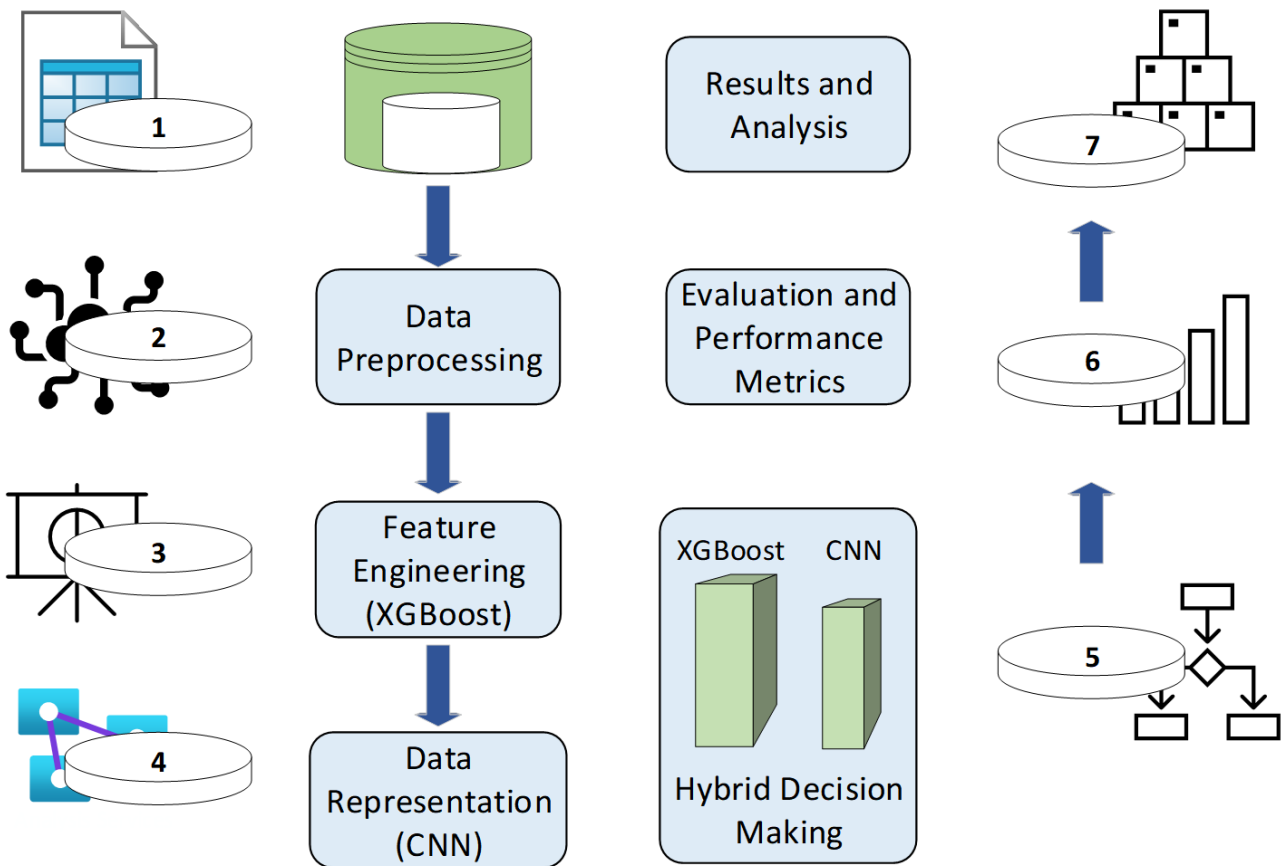 1
2
Data
Preprocessing
3
Feature
Engineering
(XGBoost)
4
Data
Representation
(CNN)
5
XGBoost
CNN
Hybrid Decision
Making
6
Evaluation and
Performance
Metrics
7
Results and
Analysis